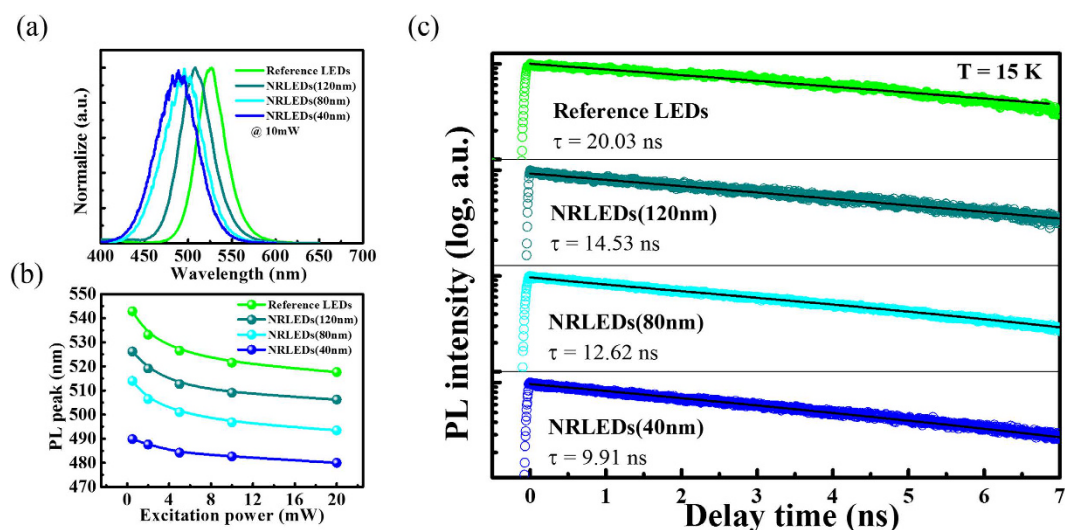 (a)
Normalize (a.u.)
Reference LEDs
NRLEDs(120nm)
NRLEDs(80nm)
NRLEDs(40nm)
@ 10mW
400 450 500 550 600 650 700
Wavelength (nm)
(b)
PL peak (nm)
550
540
530
520
510
500
490
480
470
460
Reference LEDs
NRLEDs(120nm)
NRLEDs(80nm)
NRLEDs(40nm)
0 4 8 12 16 20
Excitation power (mW)
(c)
PL intensity (log, a.u.)
T = 15 K
Reference LEDs
τ = 20.03 ns
NRLEDs(120nm)
τ = 14.53 ns
NRLEDs(80nm)
τ = 12.62 ns
NRLEDs(40nm)
τ = 9.91 ns
0 1 2 3 4 5 6 7
Delay time (ns)